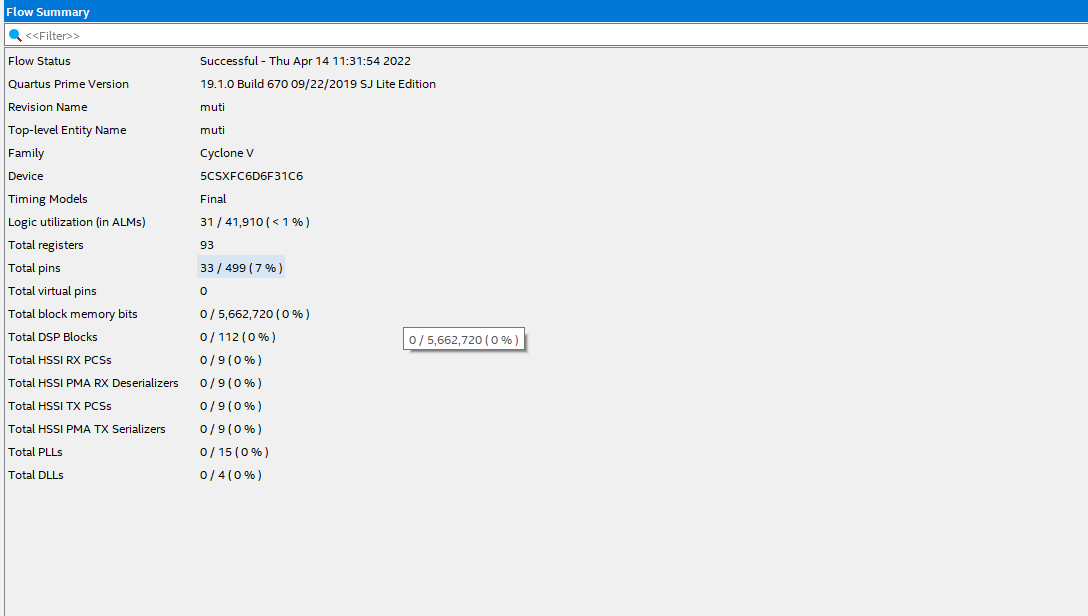 Flow Summary
<<Filter>>
Flow Status Successful - Thu Apr 14 11:31:54 2022
Quartus Prime Version 19.1.0 Build 670 09/22/2019 SJ Lite Edition
Revision Name muti
Top-level Entity Name muti
Family Cyclone V
Device 5CSXFC6D6F31C6
Timing Models Final
Logic utilization (in ALMs) 31 / 41,910 ( < 1 % )
Total registers 93
Total pins 33 / 499 ( 7 % )
Total virtual pins 0
Total block memory bits 0 / 5,662,720 ( 0 % )
Total DSP Blocks 0 / 112 ( 0 % )
0 / 5,662,720 ( 0 % )
Total HSSI RX PCSs 0 / 9 ( 0 % )
Total HSSI PMA RX Deserializers 0 / 9 ( 0 % )
Total HSSI TX PCSs 0 / 9 ( 0 % )
Total HSSI PMA TX Serializers 0 / 9 ( 0 % )
Total PLLs 0 / 15 ( 0 % )
Total DLLs 0 / 4 ( 0 % )